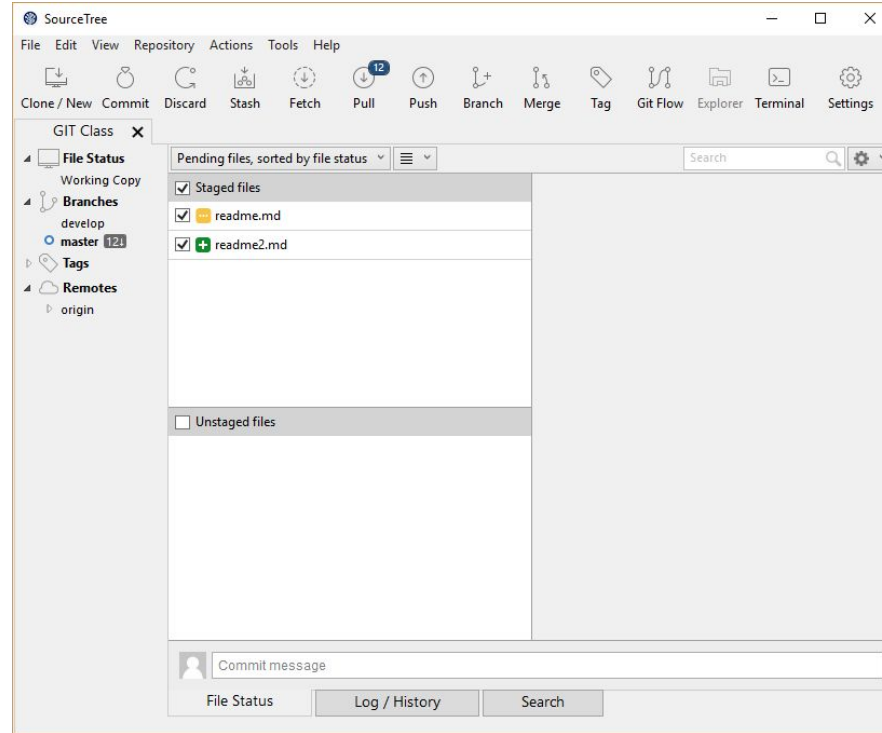 SourceTree
File Edit View Repository Actions Tools Help
12
Clone / New Commit Discard Stash Fetch Pull Push Branch Merge Tag Git Flow Explorer Terminal Settings
GIT Class
File Status
Working Copy
Branches
develop
master 12↓
Tags
Remotes
origin
Pending files, sorted by file status
Search
Staged files
readme.md
readme2.md
Unstaged files
Commit message
File Status Log / History Search